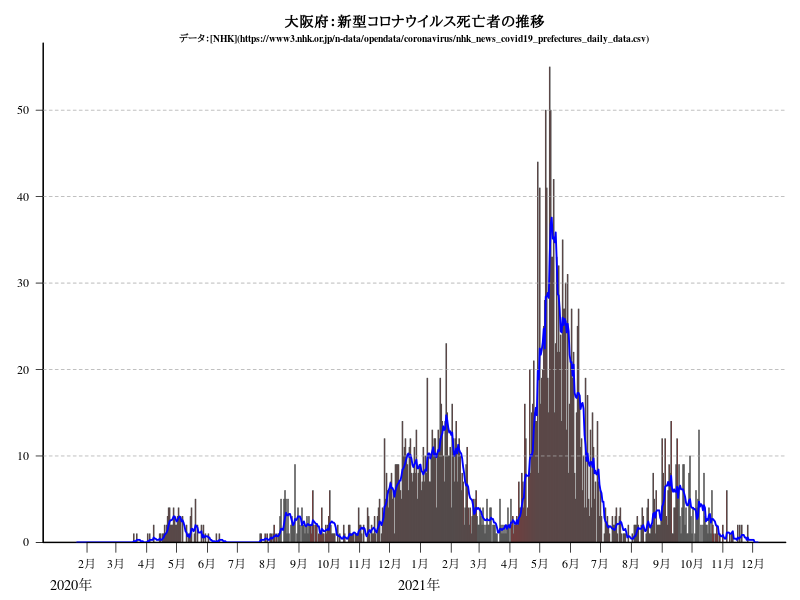 大阪府：新型コロナウイルス死亡者の推移
データ：[NHK](https://www3.nhk.or.jp/n-data/opendata/coronavirus/nhk_news_covid19_prefectures_daily_data.csv)
50
40
30
20
10
0
2月 3月 4月 5月 6月 7月 8月 9月 10月 11月 12月 1月 2月 3月 4月 5月 6月 7月 8月 9月 10月 11月 12月
2020年 2021年